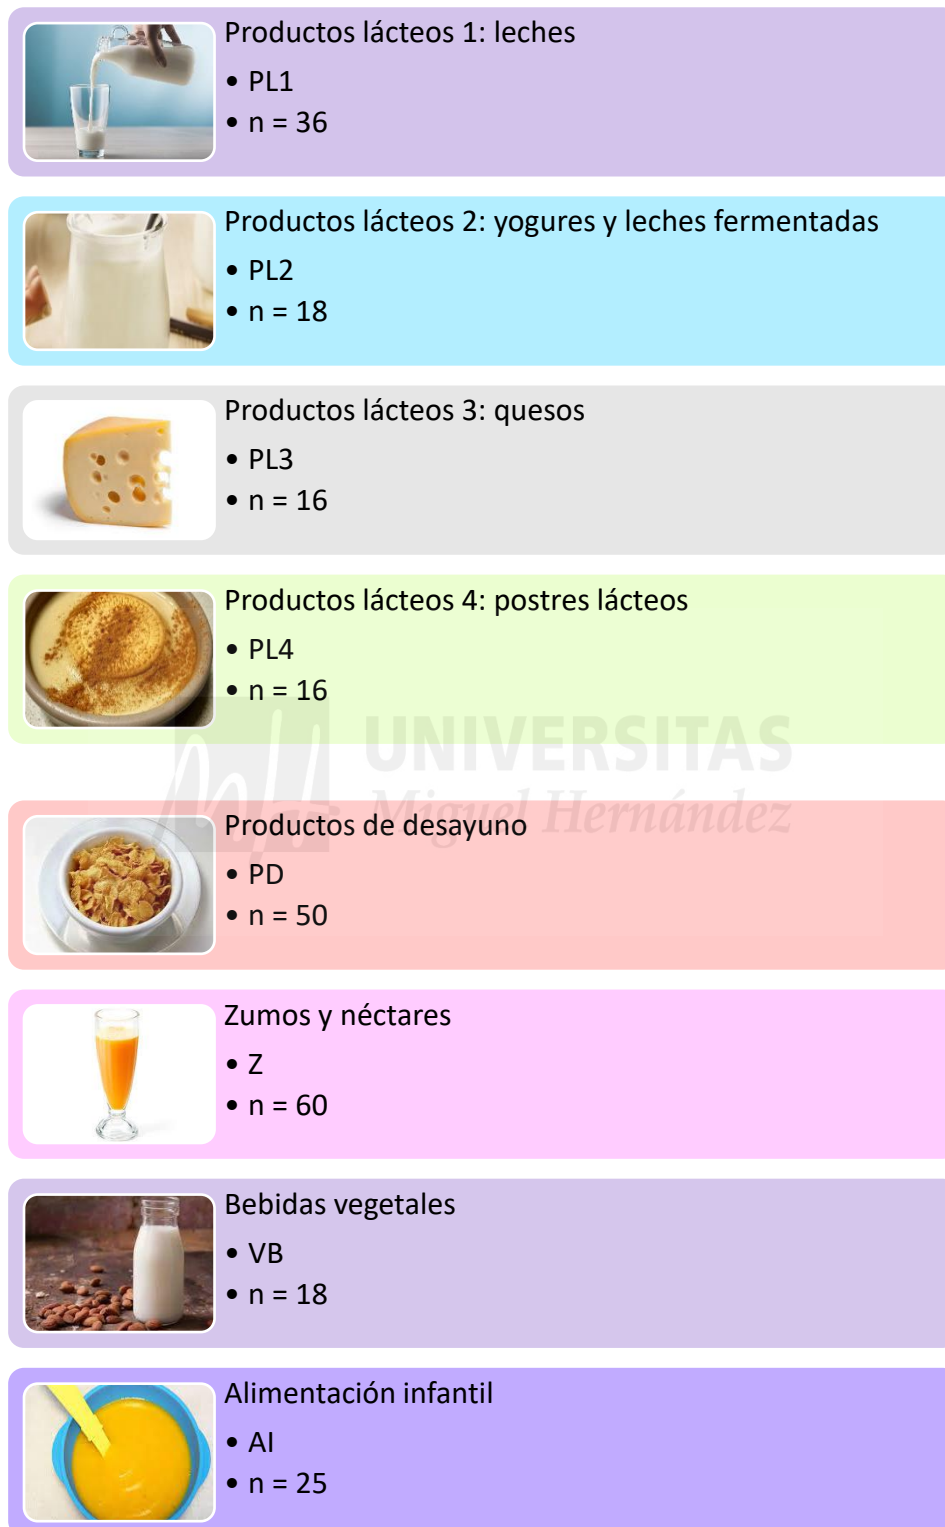 Productos lácteos 1: leches
• PL1
• n = 36
Productos lácteos 2: yogures y leches fermentadas
• PL2
• n = 18
Productos lácteos 3: quesos
• PL3
• n = 16
Productos lácteos 4: postres lácteos
• PL4
• n = 16
UNIVERSITAS
Miguel Hernández
Productos de desayuno
• PD
• n = 50
Zumos y néctares
• Z
• n = 60
Bebidas vegetales
• VB
• n = 18
Alimentación infantil
• AI
• n = 25